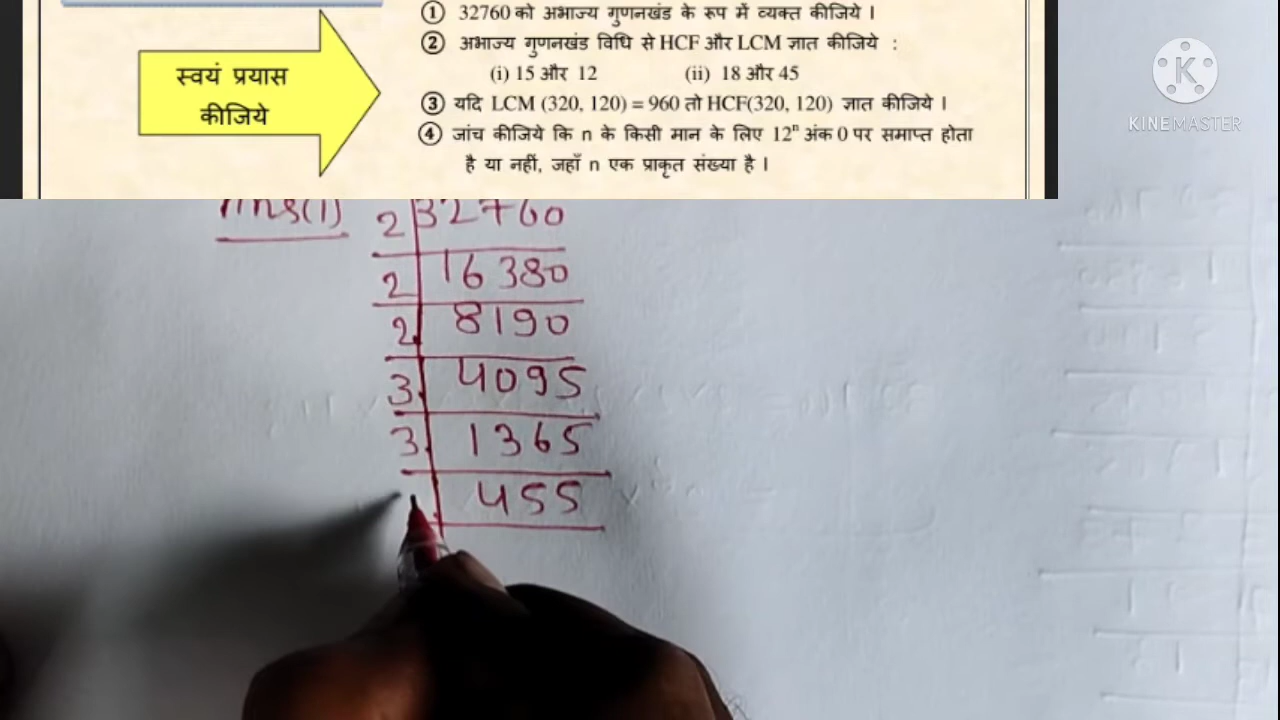 ① 32760 को अभाज्य गुणनखंड के रूप में व्यक्त कीजिये ।
② अभाज्य गुणनखंड विधि से HCF और LCM ज्ञात कीजिये :
(i) 15 और 12 (ii) 18 और 45
③ यदि LCM (320, 120) = 960 तो HCF(320, 120) ज्ञात कीजिये ।
④ जांच कीजिये कि n के किसी मान के लिए 12ⁿ अंक 0 पर समाप्त होता
है या नहीं, जहाँ n एक प्राकृत संख्या है ।
स्वयं प्रयास
कीजिये
KINEMASTER
Ans(1) 2 32760
2 16380
2 8190
3 4095
3 1365
455